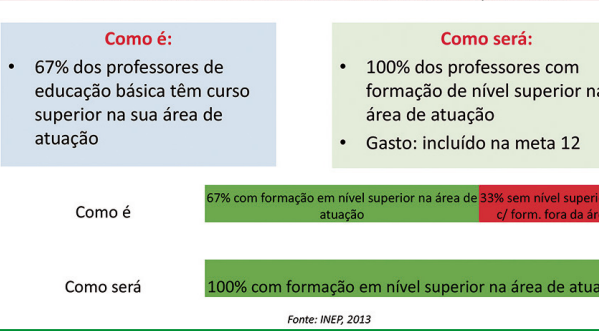 Como é:
• 67% dos professores de
educação básica têm curso
superior na sua área de
atuação
Como será:
• 100% dos professores com
formação de nível superior
área de atuação
• Gasto: incluído na meta 12
Como é
67% com formação em nível superior na área de
atuação
33% sem nível
c/ form. fora da
Como será
100% com formação em nível superior na área de
Fonte: INEP, 2013